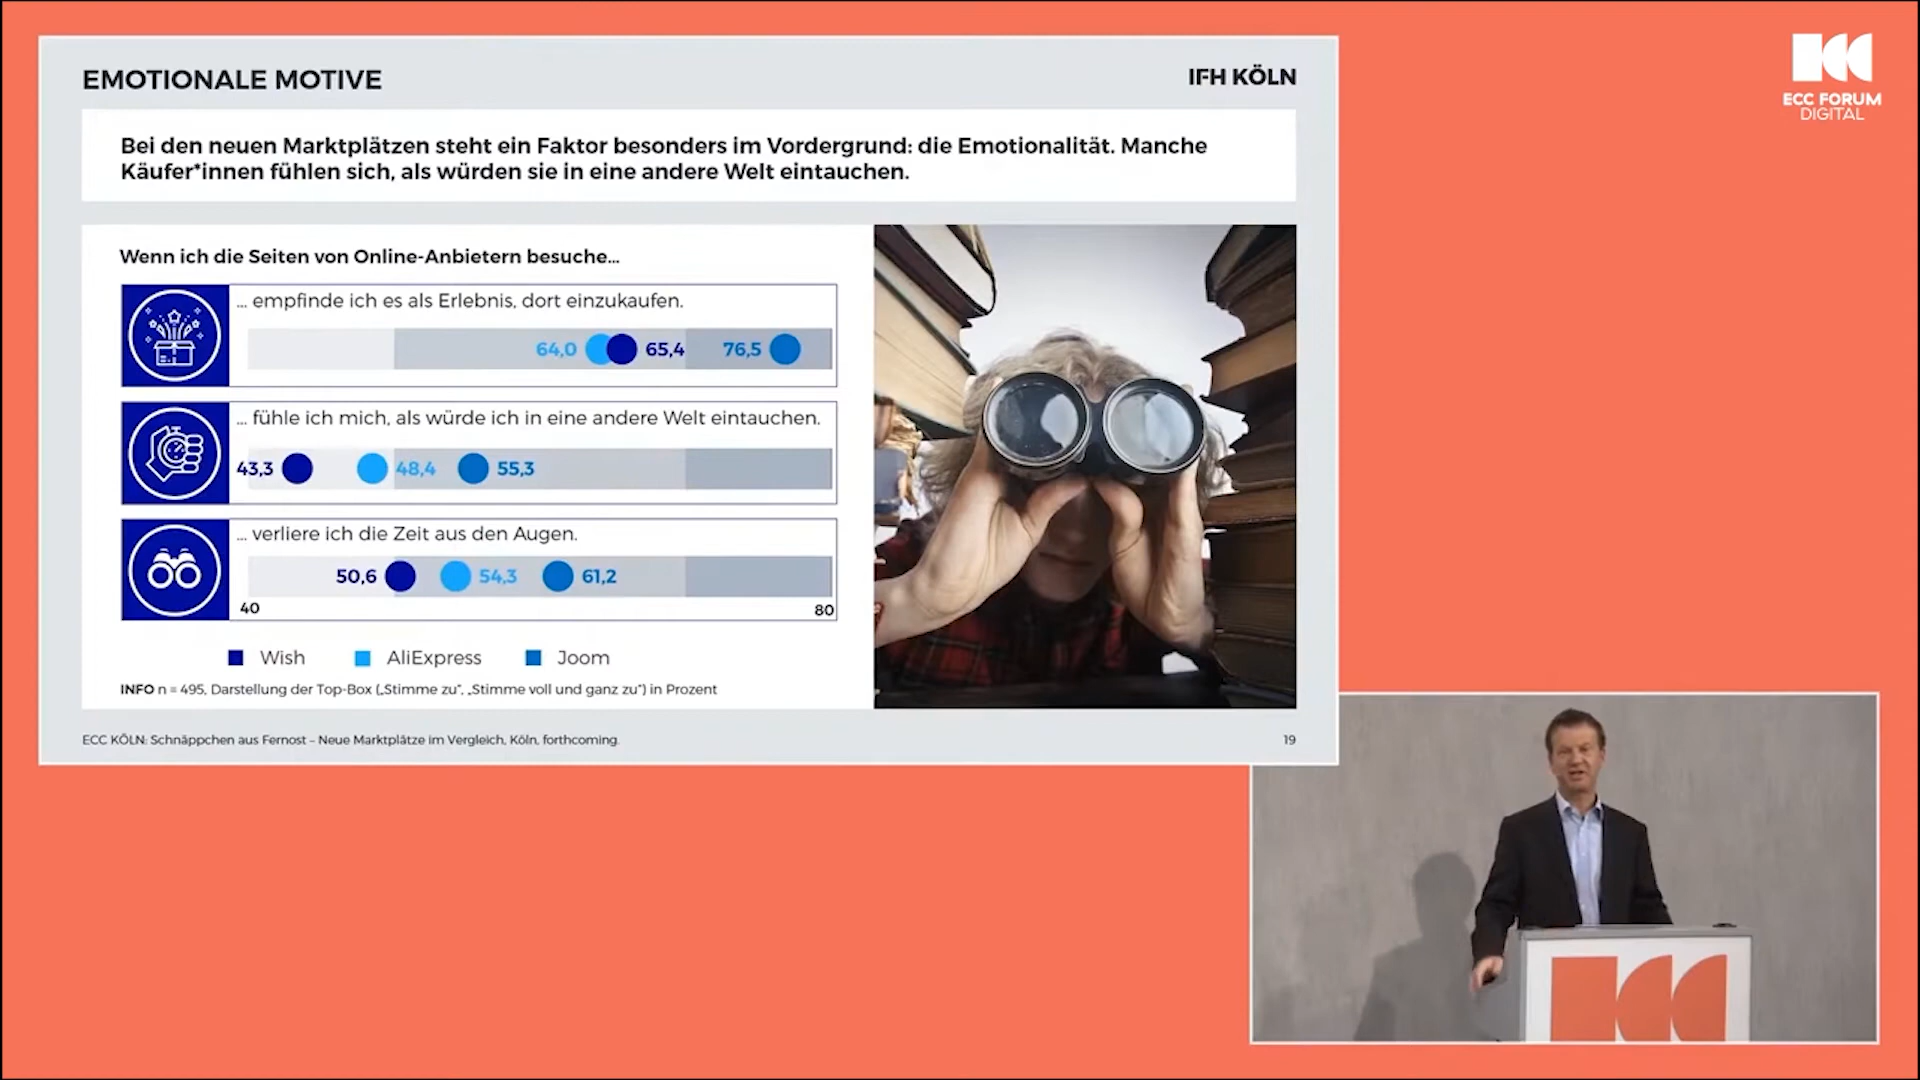 EMOTIONALE MOTIVE
IFH KÖLN
ECC FORUM
DIGITAL
Bei den neuen Marktplätzen steht ein Faktor besonders im Vordergrund: die Emotionalität. Manche
Käufer*innen fühlen sich, als würden sie in eine andere Welt eintauchen.
Wenn ich die Seiten von Online-Anbietern besuche...
... empfinde ich es als Erlebnis, dort einzukaufen.
64,0 65,4 76,5
... fühle ich mich, als würde ich in eine andere Welt eintauchen.
43,3 48,4 55,3
... verliere ich die Zeit aus den Augen.
50,6 54,3 61,2
40 80
Wish AliExpress Joom
INFO n = 495, Darstellung der Top-Box („Stimme zu“, „Stimme voll und ganz zu“) in Prozent
ECC KÖLN: Schnäppchen aus Fernost – Neue Marktplätze im Vergleich, Köln, forthcoming.
19